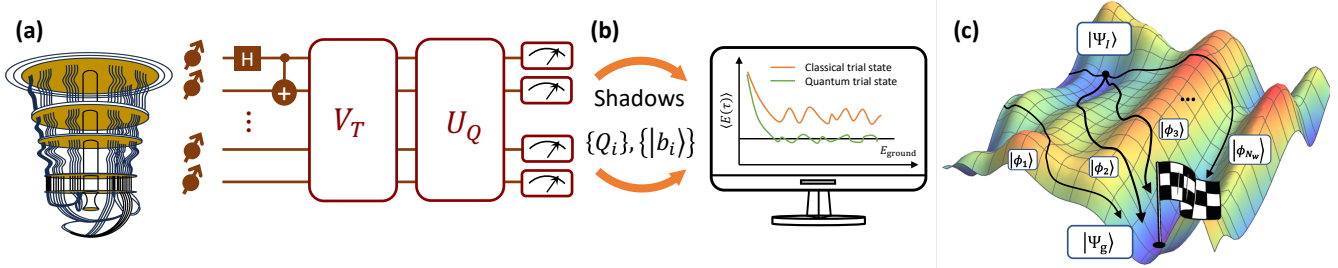 (a)
H
V_T
U_Q
(b)
Shadows
{Q_i},{|b_i⟩}
Classical trial state
Quantum trial state
⟨E(τ)⟩
E_ground
(c)
|Ψ_I⟩
...
|ϕ_1⟩
|ϕ_2⟩
|ϕ_3⟩
|ϕ_{N_w}⟩
|Ψ_g⟩